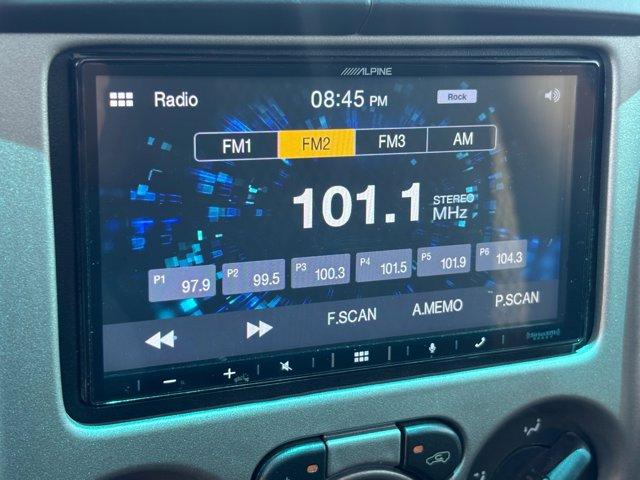 ALPINE
Radio 08:45 PM Rock
FM1 FM2 FM3 AM
101.1 STEREO MHz
P1 97.9 P2 99.5 P3 100.3 P4 101.5 P5 101.9 P6 104.3
F.SCAN A.MEMO P.SCAN
SiriusXM